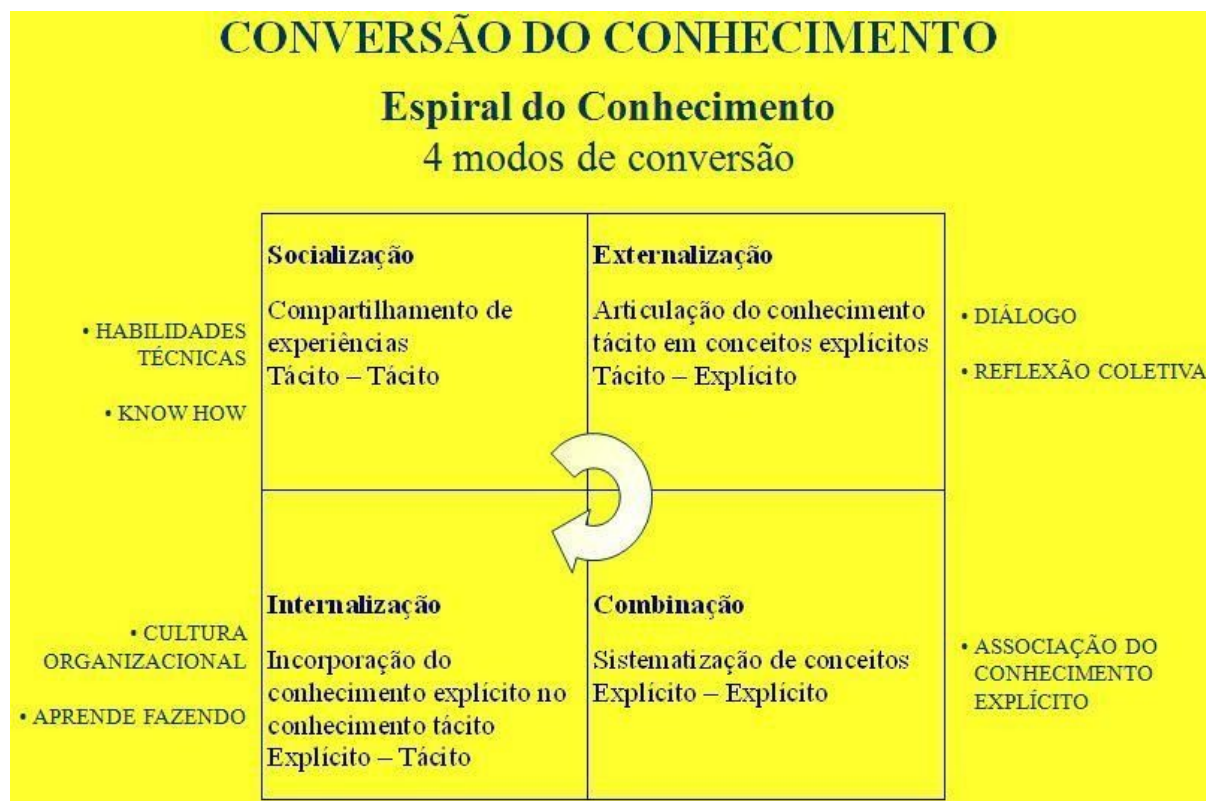 CONVERSÃO DO CONHECIMENTO
Espiral do Conhecimento
4 modos de conversão
• HABILIDADES
TÉCNICAS
• KNOW HOW
Socialização
Compartilhamento de
experiências
Tácito – Tácito
Externalização
Articulação do conhecimento
tácito em conceitos explícitos
Tácito – Explícito
• DIÁLOGO
• REFLEXÃO COLETIVA
• CULTURA
ORGANIZACIONAL
• APRENDE FAZENDO
Internalização
Incorporação do
conhecimento explícito no
conhecimento tácito
Explícito – Tácito
Combinação
Sistematização de conceitos
Explícito – Explícito
• ASSOCIAÇÃO DO
CONHECIMENTO
EXPLÍCITO